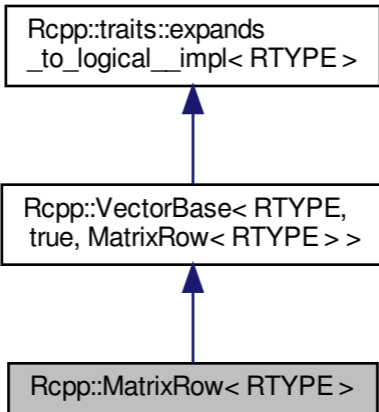 Rcpp::traits::expands
_to_logical__impl< RTYPE >
Rcpp::VectorBase< RTYPE,
true, MatrixRow< RTYPE > >
Rcpp::MatrixRow< RTYPE >